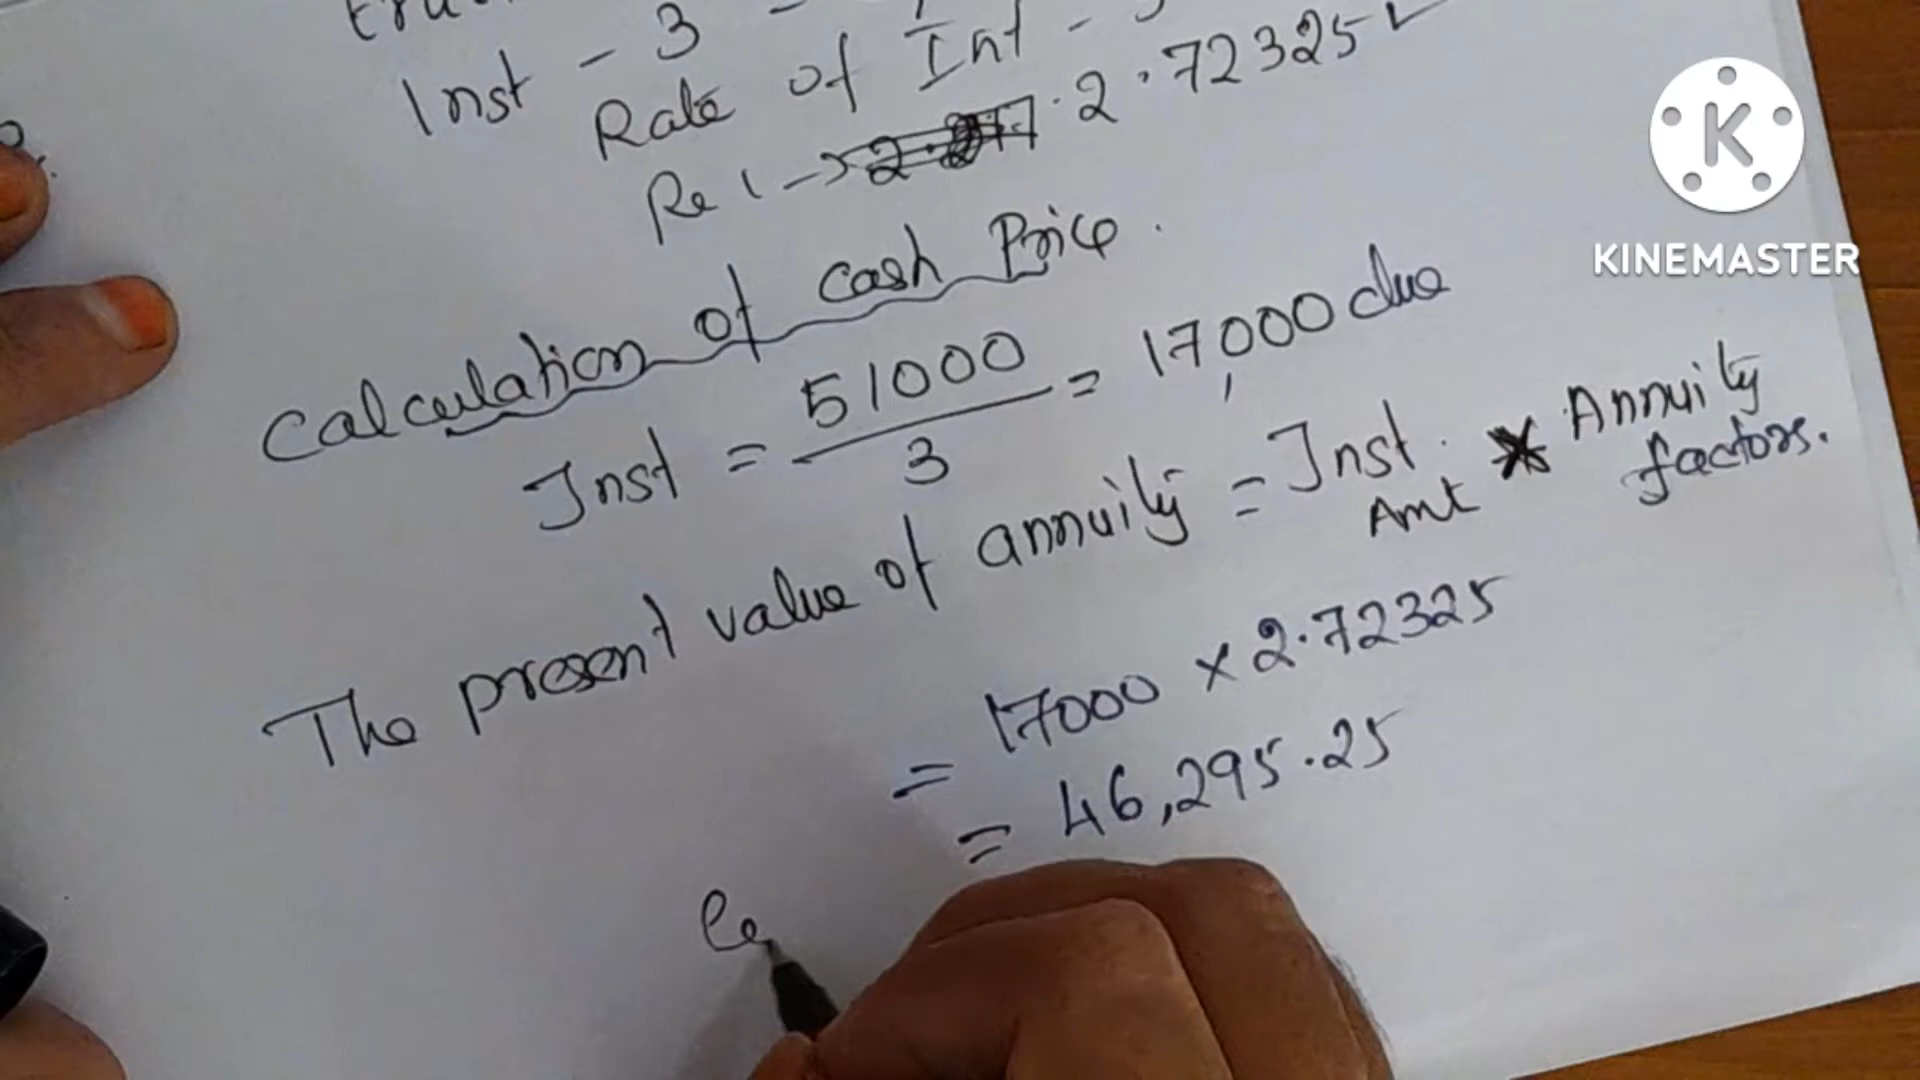 Inst - 3 -
Rate of Int -
Re 1 -> 2.72325 ✓
Calculation of Cash Price.
Inst = 51000 / 3 = 17,000 due
The present value of annuity = Inst. Amt * Annuity factors.
= 17000 x 2.72325
= 46,295.25
K
KINEMASTER